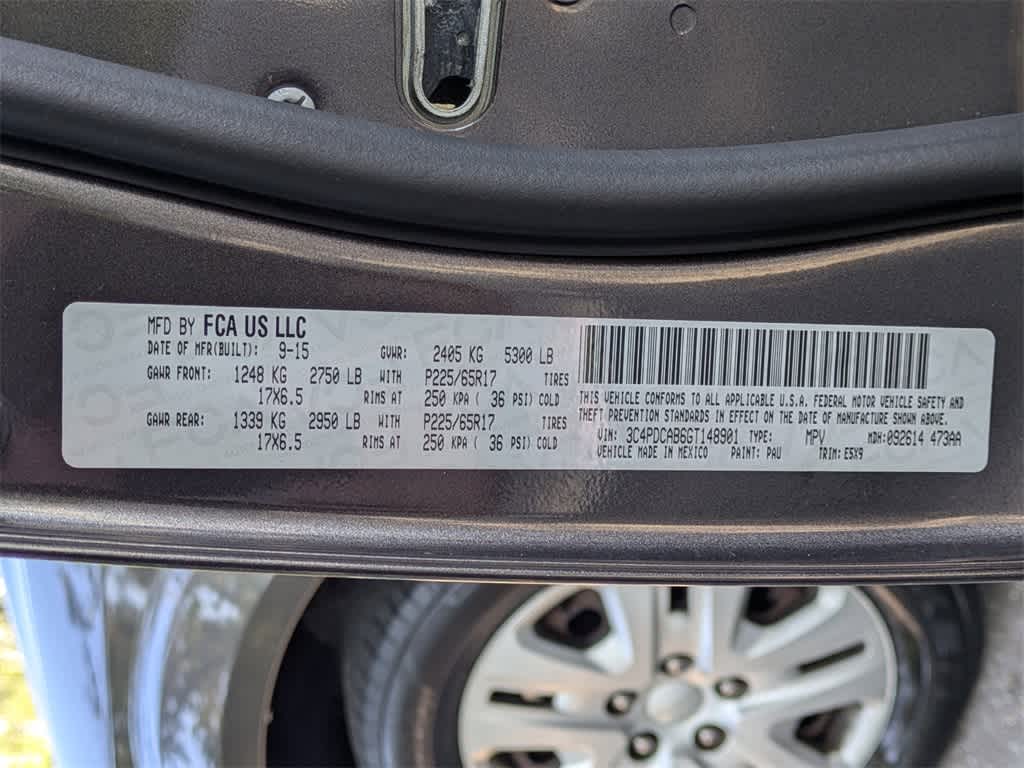 MFD BY FCA US LLC
DATE OF MFR(BUILT): 9-15 GVWR: 2405 KG 5300 LB
GAWR FRONT: 1248 KG 2750 LB WITH P225/65R17 TIRES
17X6.5 RIMS AT 250 KPA ( 36 PSI) COLD
GAWR REAR: 1339 KG 2950 LB WITH P225/65R17 TIRES
17X6.5 RIMS AT 250 KPA ( 36 PSI) COLD
THIS VEHICLE CONFORMS TO ALL APPLICABLE U.S.A. FEDERAL MOTOR VEHICLE SAFETY AND
THEFT PREVENTION STANDARDS IN EFFECT ON THE DATE OF MANUFACTURE SHOWN ABOVE.
VIN: 3C4PDCAB6GT148901 TYPE: MPV MDH:092614 473AA
VEHICLE MADE IN MEXICO PAINT: PAU TRIM: E5X9